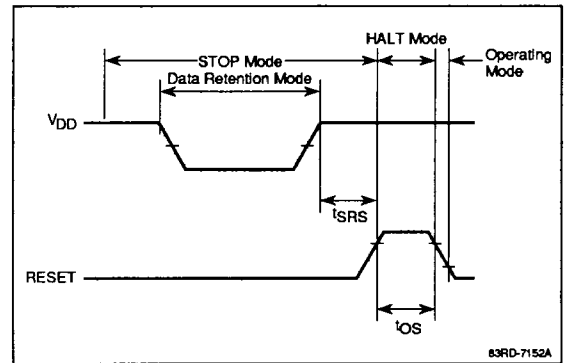 HALT Mode
STOP Mode
Operating
Mode
Data Retention Mode
VDD
tSRS
RESET
tOS
83RD-7152A